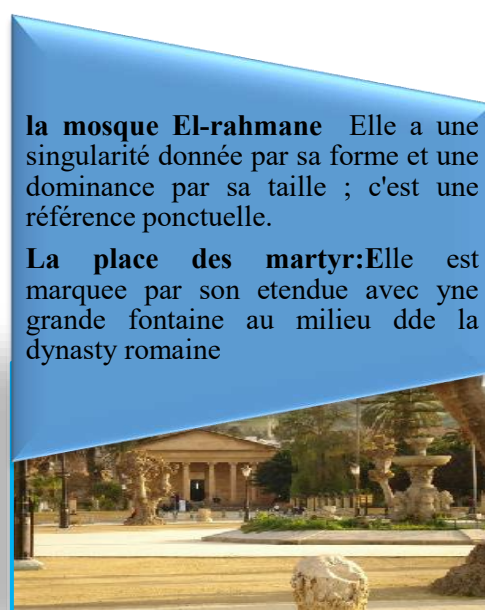 la mosque El-rahmane Elle a une
singularité donnée par sa forme et une
dominance par sa taille ; c'est une
référence ponctuelle.
La place des martyr:Elle est
marquee par son etendue avec yne
grande fontaine au milieu dde la
dynasty romaine